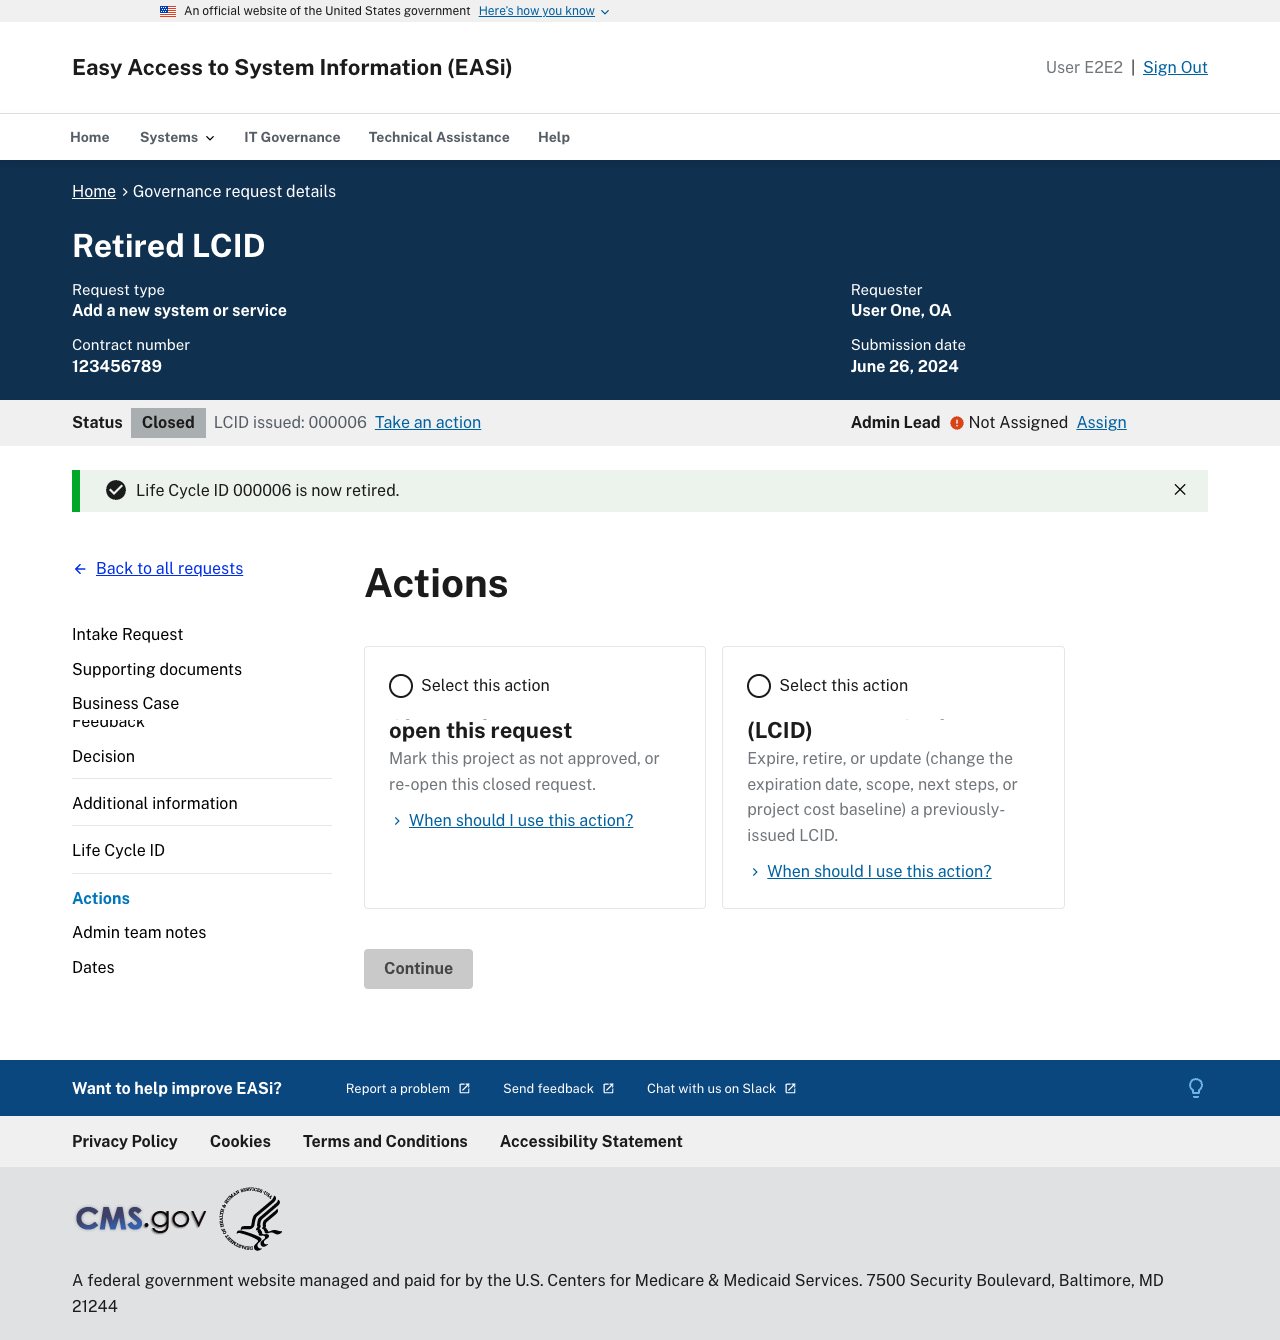 An official website of the United States government Here's how you know
Easy Access to System Information (EASi)
User E2E2 | Sign Out
Home Systems IT Governance Technical Assistance Help
Home > Governance request details
Retired LCID
Request type
Add a new system or service
Requester
User One, OA
Contract number
123456789
Submission date
June 26, 2024
Status Closed LCID issued: 000006 Take an action
Admin Lead Not Assigned Assign
Life Cycle ID 000006 is now retired.
Back to all requests
Intake Request
Supporting documents
Business Case
Feedback
Decision
Additional information
Life Cycle ID
Actions
Admin team notes
Dates
Actions
Select this action
open this request
Mark this project as not approved, or
re-open this closed request.
When should I use this action?
Select this action
(LCID)
Expire, retire, or update (change the
expiration date, scope, next steps, or
project cost baseline) a previously-
issued LCID.
When should I use this action?
Continue
Want to help improve EASi? Report a problem Send feedback Chat with us on Slack
Privacy Policy Cookies Terms and Conditions Accessibility Statement
CMS.gov
A federal government website managed and paid for by the U.S. Centers for Medicare & Medicaid Services. 7500 Security Boulevard, Baltimore, MD
21244